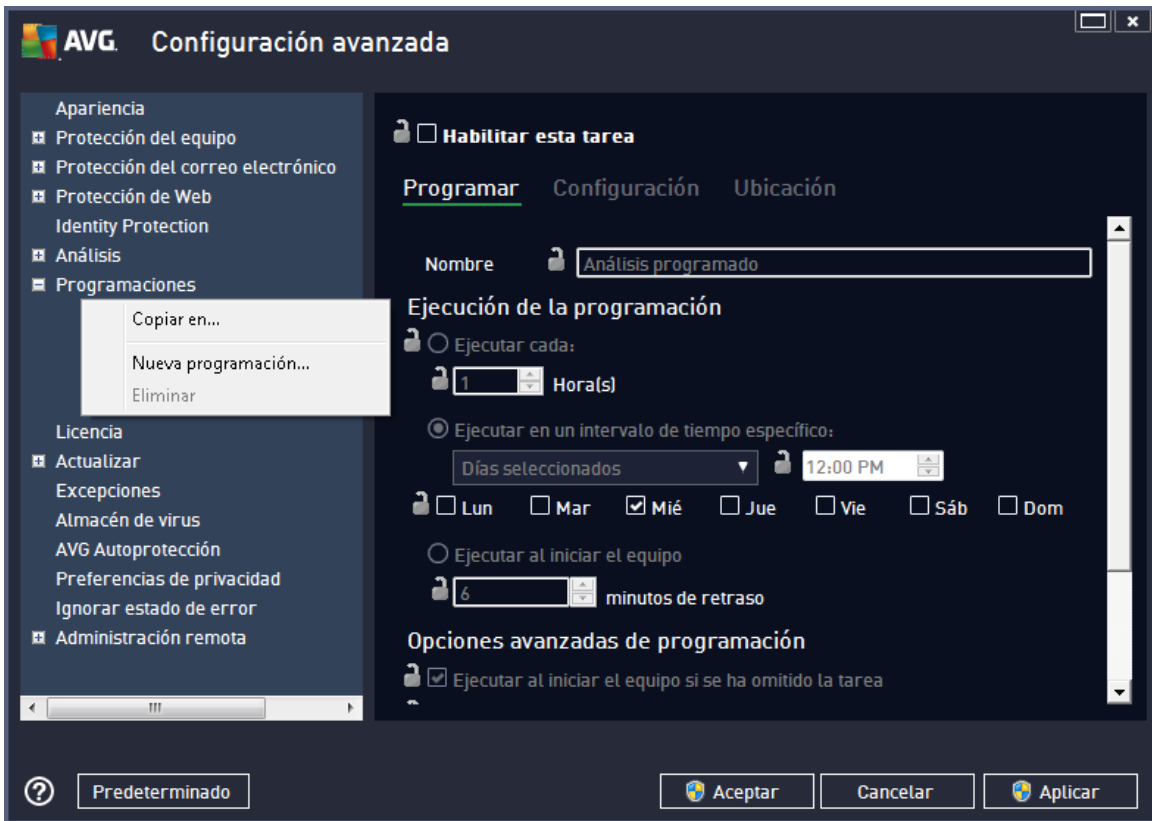 AVG. Configuración avanzada
Apariencia
Protección del equipo
Protección del correo electrónico
Protección de Web
Identity Protection
Análisis
Programaciones
Copiar en...
Nueva programación...
Eliminar
Licencia
Actualizar
Excepciones
Almacén de virus
AVG Autoprotección
Preferencias de privacidad
Ignorar estado de error
Administración remota
Habilitar esta tarea
Programar Configuración Ubicación
Nombre Análisis programado
Ejecución de la programación
Ejecutar cada:
1 Hora(s)
Ejecutar en un intervalo de tiempo específico:
Días seleccionados 12:00 PM
Lun Mar Mié Jue Vie Sáb Dom
Ejecutar al iniciar el equipo
6 minutos de retraso
Opciones avanzadas de programación
Ejecutar al iniciar el equipo si se ha omitido la tarea
? Predeterminado Aceptar Cancelar Aplicar